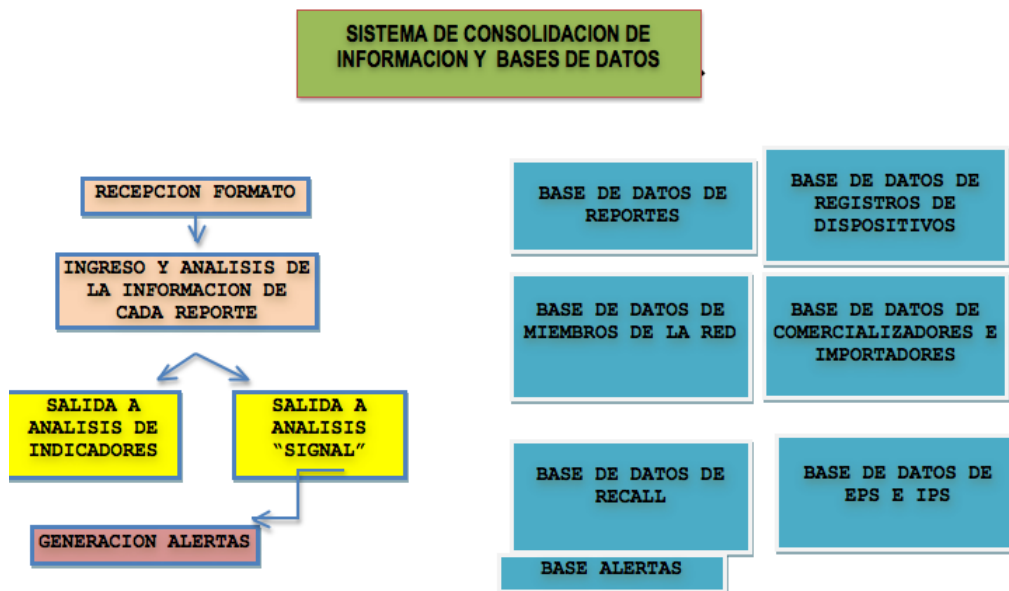 SISTEMA DE CONSOLIDACION DE
INFORMACION Y BASES DE DATOS
RECEPCION FORMATO
INGRESO Y ANALISIS DE
LA INFORMACION DE
CADA REPORTE
SALIDA A
ANALISIS DE
INDICADORES
SALIDA A
ANALISIS
“SIGNAL”
GENERACION ALERTAS
BASE DE DATOS DE
REPORTES
BASE DE DATOS DE
REGISTROS DE
DISPOSITIVOS
BASE DE DATOS DE
MIEMBROS DE LA RED
BASE DE DATOS DE
COMERCIALIZADORES E
IMPORTADORES
BASE DE DATOS DE
RECALL
BASE DE DATOS DE
EPS E IPS
BASE ALERTAS